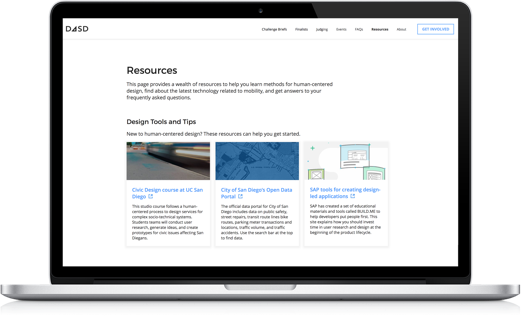 D4SD
Challenge Briefs Finalists Judging Events FAQs Resources About GET INVOLVED
Resources
This page provides a wealth of resources to help you learn methods for human-centered
design, find about the latest technology related to mobility, and get answers to your
frequently asked questions.
Design Tools and Tips
New to human-centered design? These resources can help you get started.
Civic Design course at UC San
Diego
This studio course follows a human-
centered process to design services for
complex socio-technical systems.
Students team will conduct user
research, generate ideas, and create
prototypes for civic issues affecting San
Diegans.
City of San Diego's Open Data
Portal
The official data portal for City of
San Diego includes data on public safety,
street repairs, transit route lines bike
routes, parking meter transactions and
locations, traffic volume, and traffic
accidents. Use the search bar at the top
to find data.
SAP tools for creating design-
led applications
SAP has created a set of educational
materials and tools called BUILD.ME to
help developers put people first. This
site explains how you should invest
time in user research and design at the
beginning of the product lifecycle.